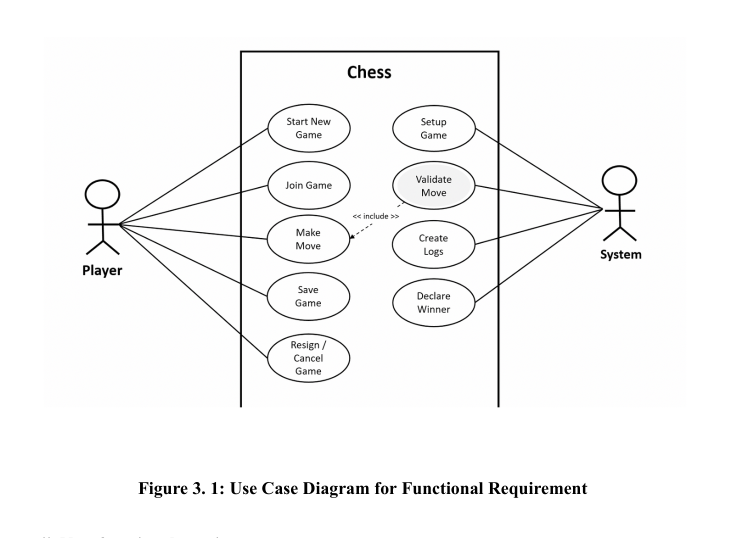 Chess
Start New
Game
Setup
Game
Join Game
Validate
Move
<< include >>
Make
Move
Create
Logs
Player
System
Save
Game
Declare
Winner
Resign /
Cancel
Game
Figure 3. 1: Use Case Diagram for Functional Requirement